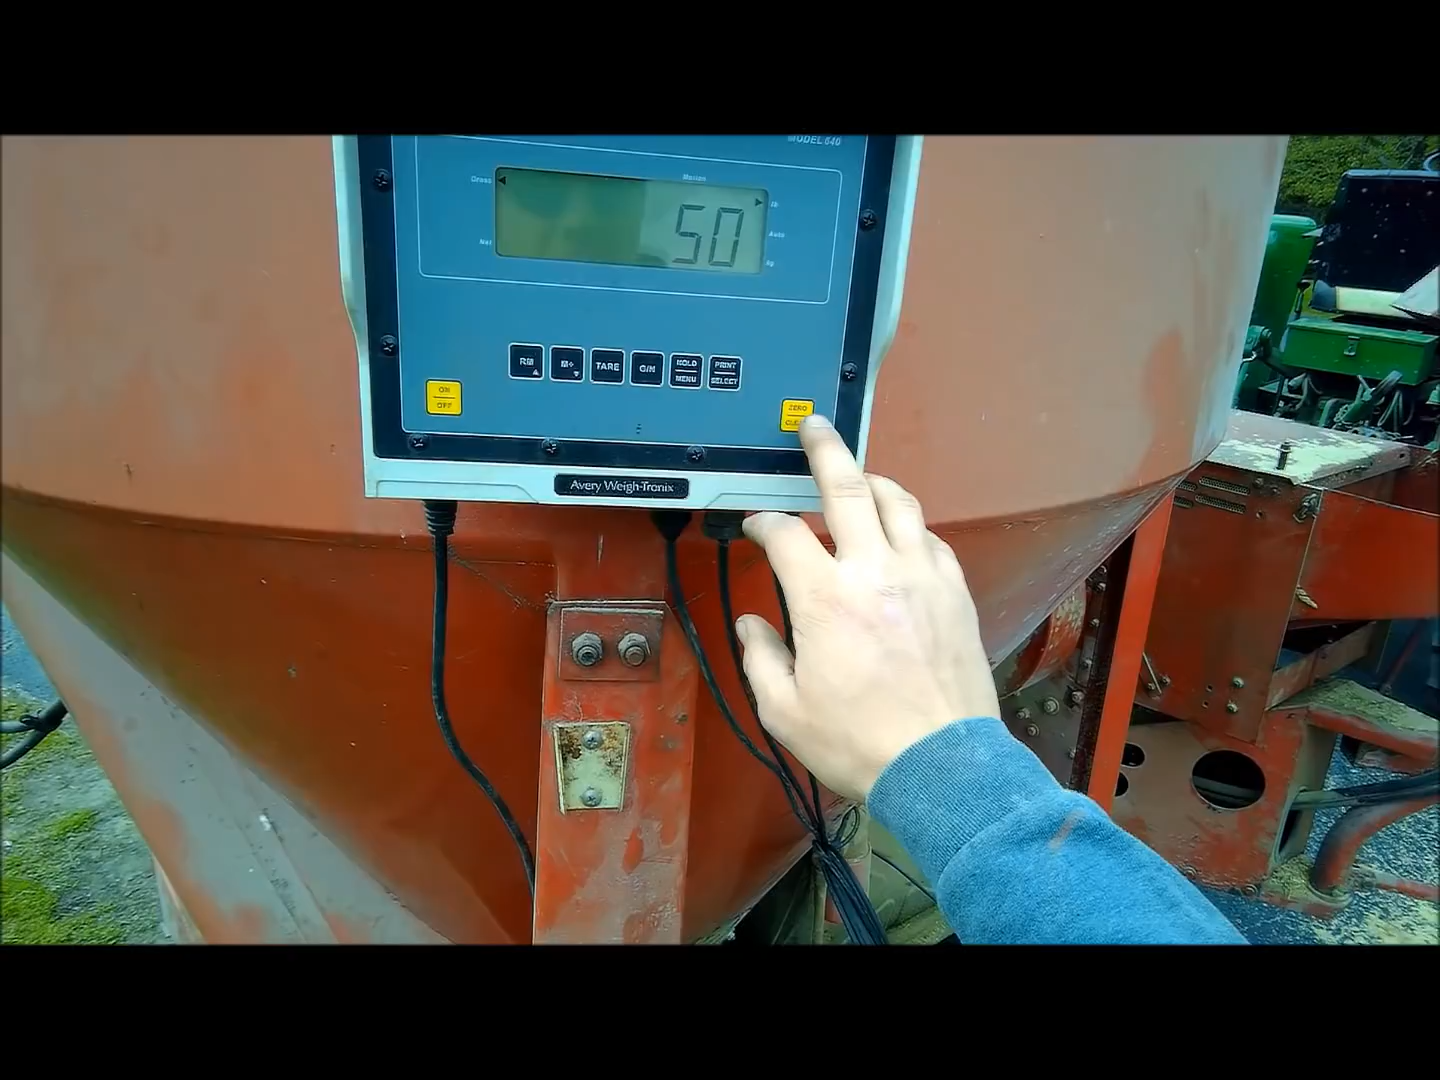 MODEL 640
Gross
Motion
lb
50
Auto
Net
kg
RM
M+
TARE
G/N
HOLD
MENU
PRINT
SELECT
ON
OFF
ZERO
Avery Weigh-Tronix